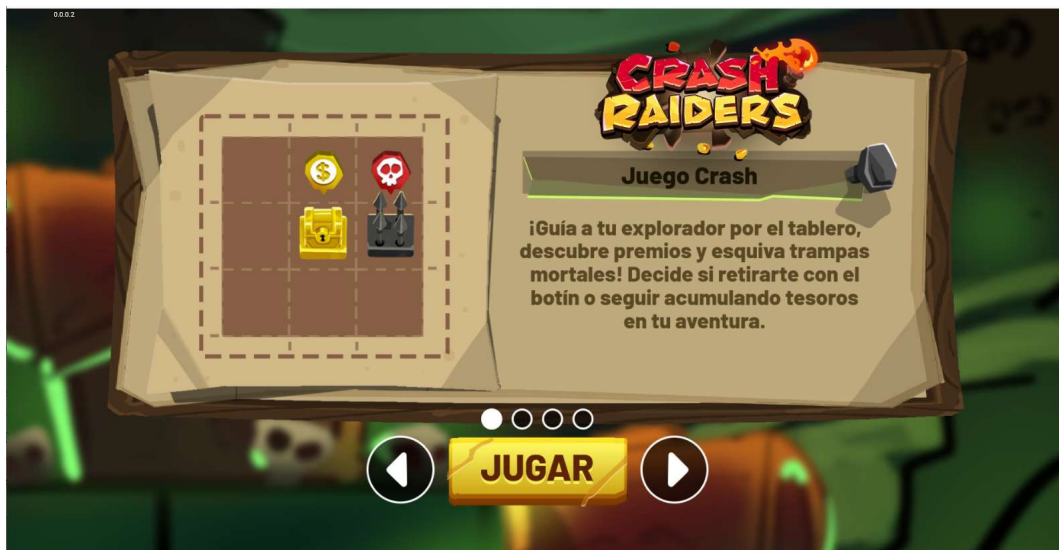 0.0.0.2
CRASH
RAIDERS
$
Juego Crash
¡Guía a tu explorador por el tablero,
descubre premios y esquiva trampas
mortales! Decide si retirarte con el
botín o seguir acumulando tesoros
en tu aventura.
JUGAR